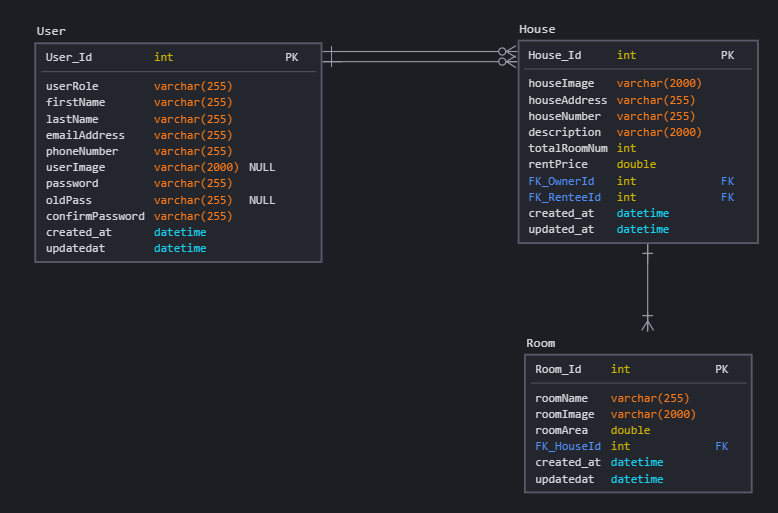 User
User_Id int PK
userRole varchar(255)
firstName varchar(255)
lastName varchar(255)
emailAddress varchar(255)
phoneNumber varchar(255)
userImage varchar(2000) NULL
password varchar(255)
oldPass varchar(255) NULL
confirmPassword varchar(255)
created_at datetime
updatedat datetime
House
House_Id int PK
houseImage varchar(2000)
houseAddress varchar(255)
houseNumber varchar(255)
description varchar(2000)
totalRoomNum int
rentPrice double
FK_OwnerId int FK
FK_RenteeId int FK
created_at datetime
updated_at datetime
Room
Room_Id int PK
roomName varchar(255)
roomImage varchar(2000)
roomArea double
FK_HouseId int FK
created_at datetime
updatedat datetime